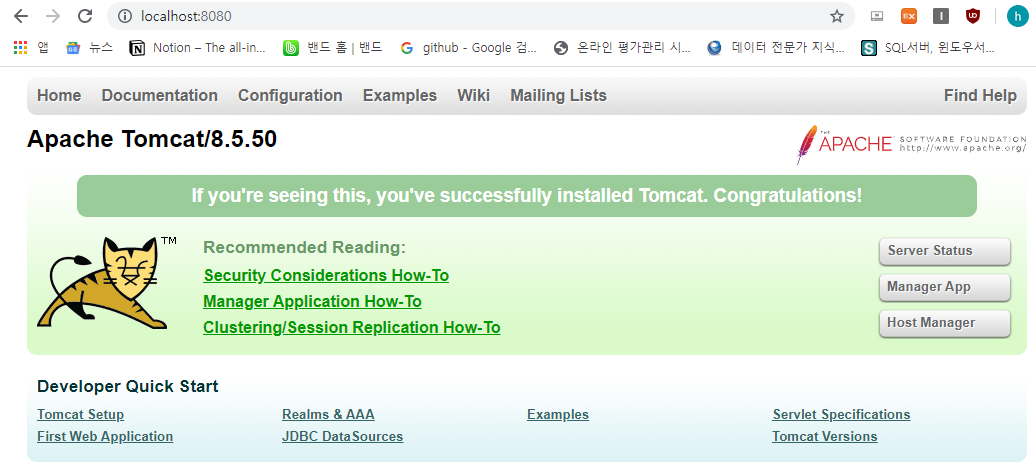 localhost:8080
EX
UD
h
앱
뉴스
Notion – The all-in...
밴드 홈 | 밴드
github - Google 검...
온라인 평가관리 시...
데이터 전문가 지식...
SQL서버, 윈도우서...
Home Documentation Configuration Examples Wiki Mailing Lists Find Help
Apache Tomcat/8.5.50
THE
APACHE SOFTWARE FOUNDATION
http://www.apache.org/
If you're seeing this, you've successfully installed Tomcat. Congratulations!
TM
Recommended Reading:
Security Considerations How-To
Manager Application How-To
Clustering/Session Replication How-To
Server Status
Manager App
Host Manager
Developer Quick Start
Tomcat Setup Realms & AAA Examples Servlet Specifications
First Web Application JDBC DataSources Tomcat Versions